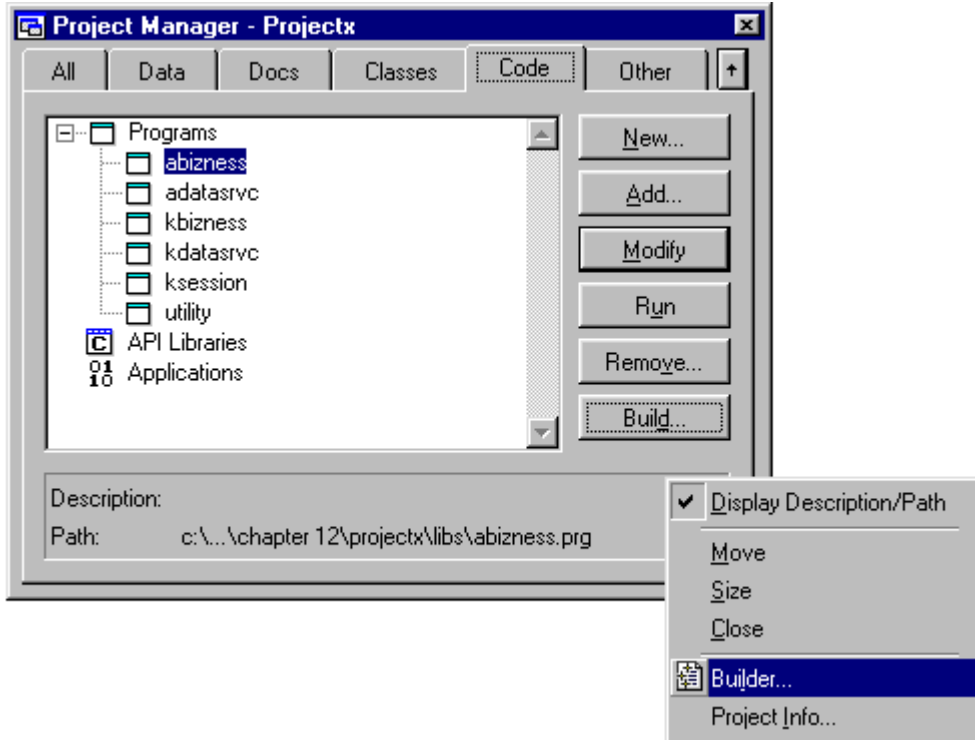 Project Manager - Projectx
All Data Docs Classes Code Other
Programs
abizness
adatasrvc
kbizness
kdatasrvc
ksession
utility
API Libraries
Applications
New...
Add...
Modify
Run
Remove...
Build...
Description:
Path: c:\...\chapter 12\projectx\libs\abizness.prg
Display Description/Path
Move
Size
Close
Builder...
Project Info...